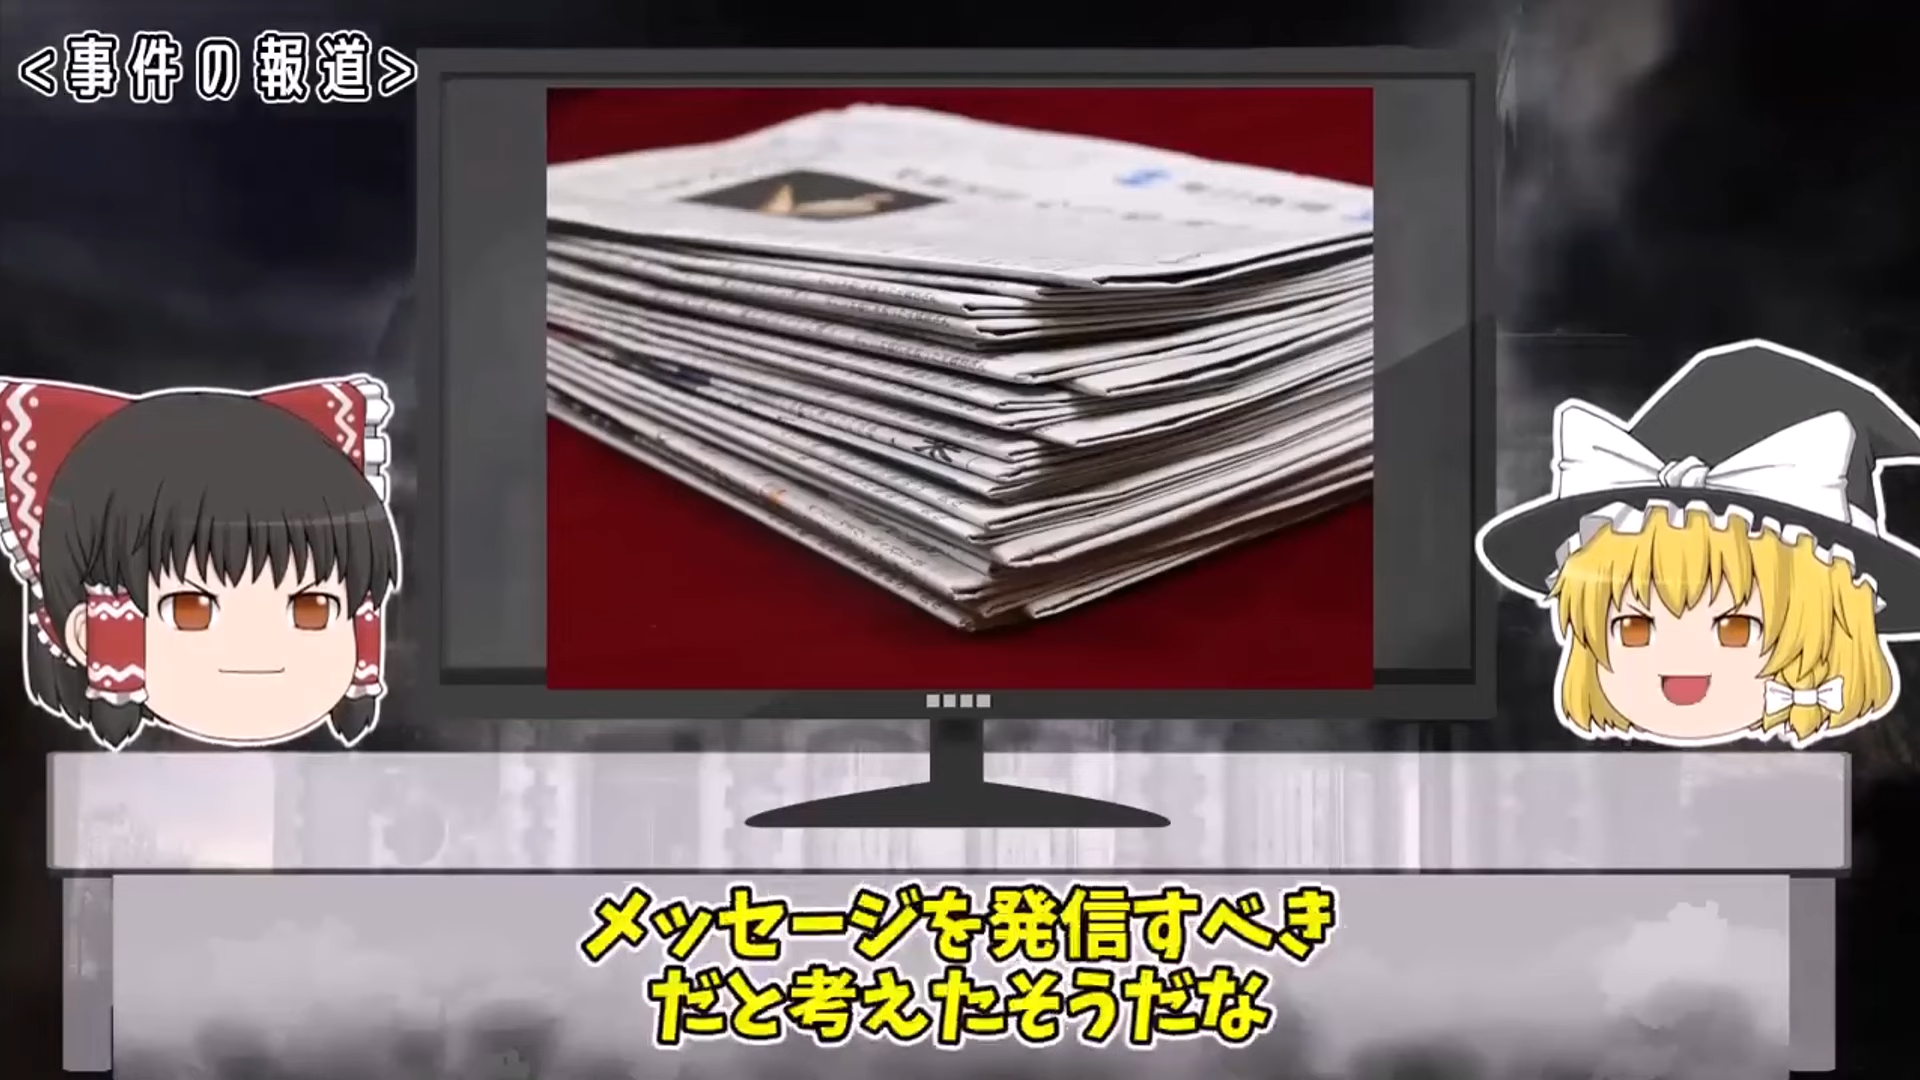 <事件の報道>
メッセージを発信すべき
だと考えたそうだな